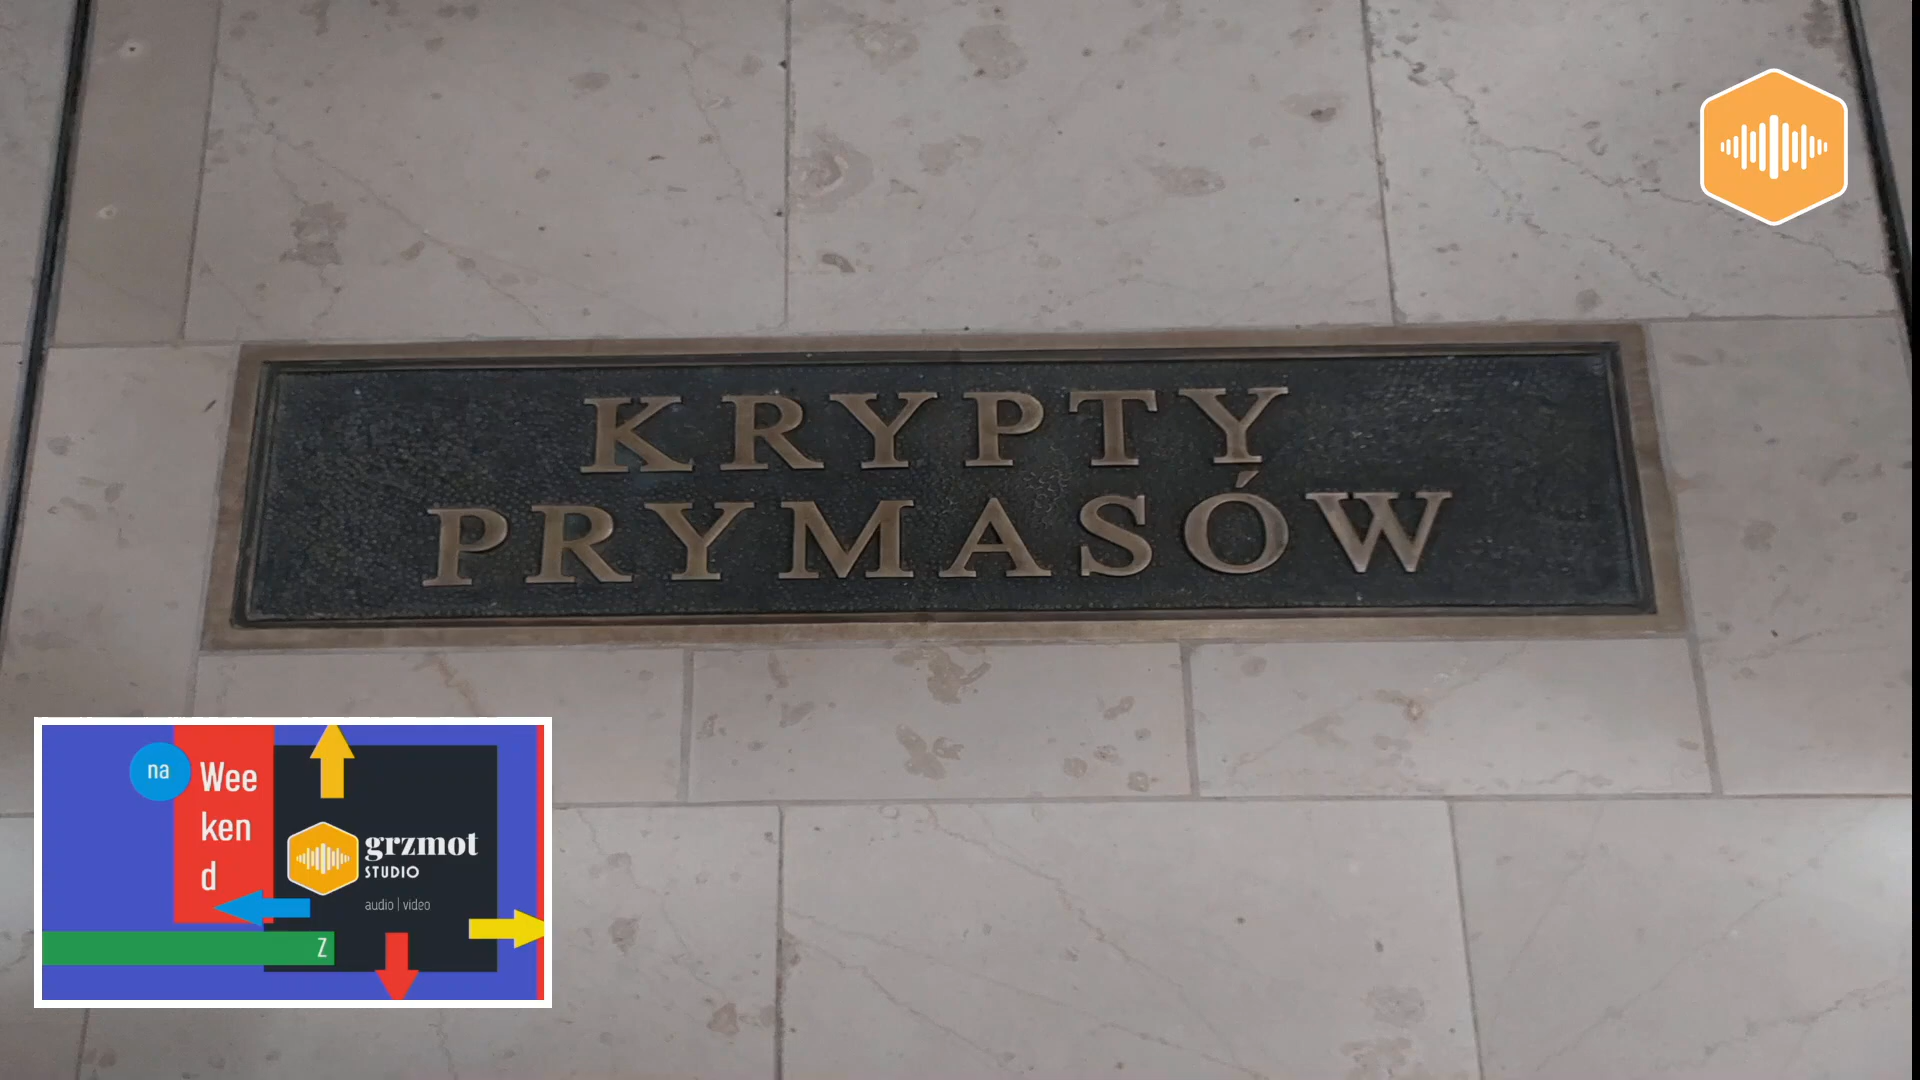 KRYPTY
PRYMASÓW
na
Wee
ken
d
grzmot
STUDIO
audio | video
Z